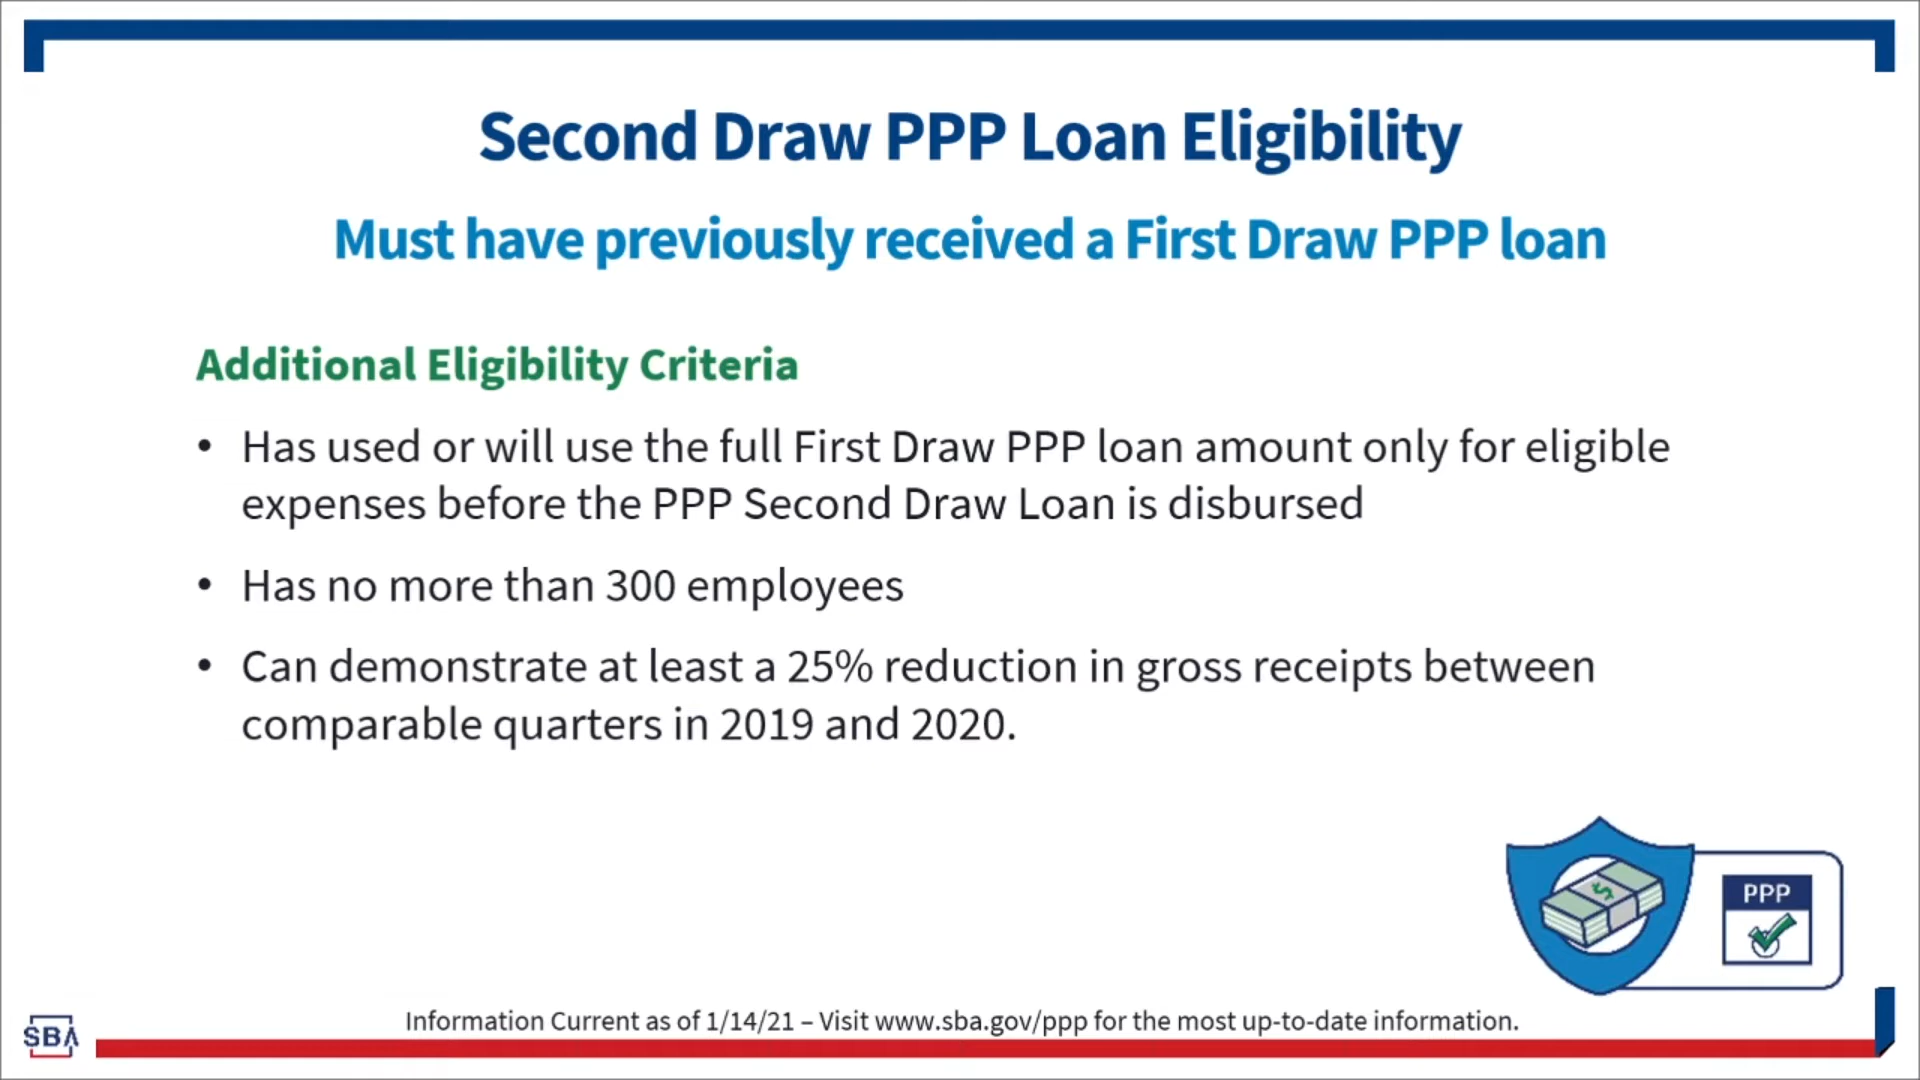 Second Draw PPP Loan Eligibility
Must have previously received a First Draw PPP loan
Additional Eligibility Criteria
• Has used or will use the full First Draw PPP loan amount only for eligible
expenses before the PPP Second Draw Loan is disbursed
• Has no more than 300 employees
• Can demonstrate at least a 25% reduction in gross receipts between
comparable quarters in 2019 and 2020.
$
PPP
Information Current as of 1/14/21 – Visit www.sba.gov/ppp for the most up-to-date information.
SBA